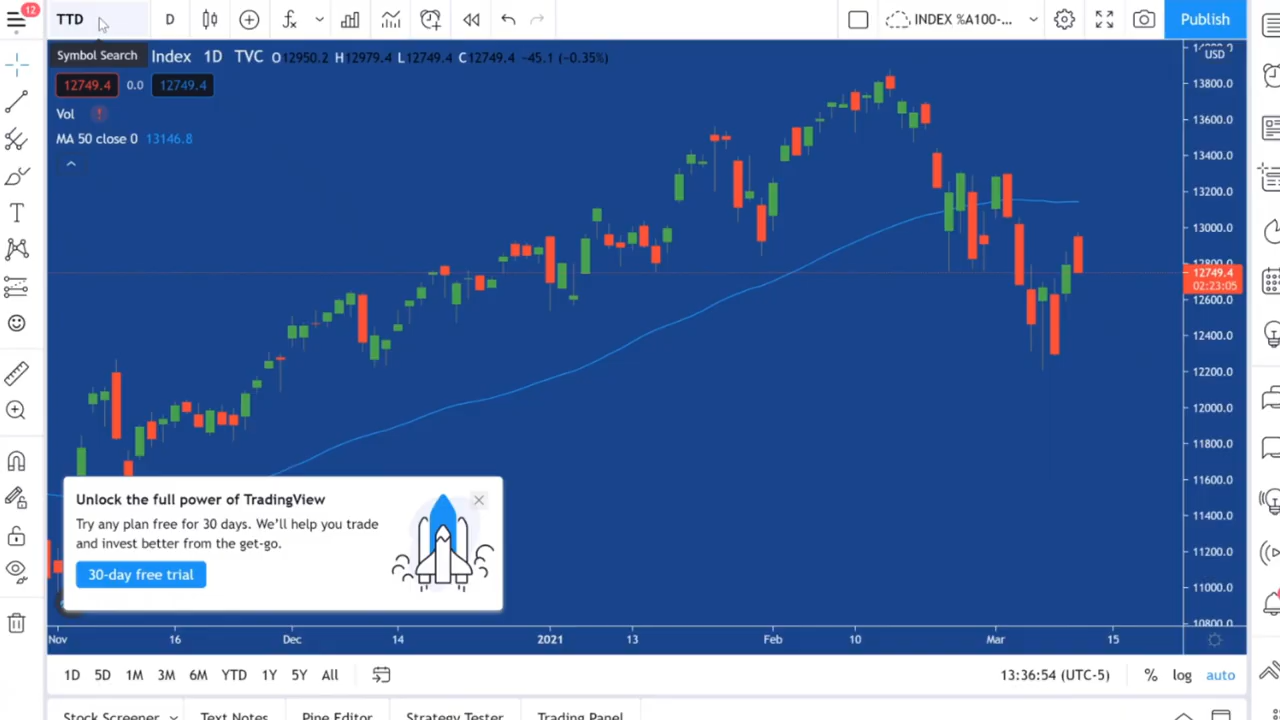 12
TTD
D
INDEX %A100-...
Publish
Symbol Search
Index 1D TVC O12950.2 H12979.4 L12749.4 C12749.4 -45.1 (-0.35%)
12749.4 0.0 12749.4
Vol
MA 50 close 0 13146.8
USD
13800.0
13600.0
13400.0
13200.0
13000.0
12800.0
12749.4
02:23:05
12600.0
12400.0
12200.0
12000.0
11800.0
11600.0
11400.0
11200.0
11000.0
10800.0
Unlock the full power of TradingView
Try any plan free for 30 days. We'll help you trade
and invest better from the get-go.
30-day free trial
Nov 16 Dec 14 2021 13 Feb 10 Mar 15
1D 5D 1M 3M 6M YTD 1Y 5Y All
13:36:54 (UTC-5) % log auto
Stock Screener Text Notes Pine Editor Strategy Tester Trading Panel